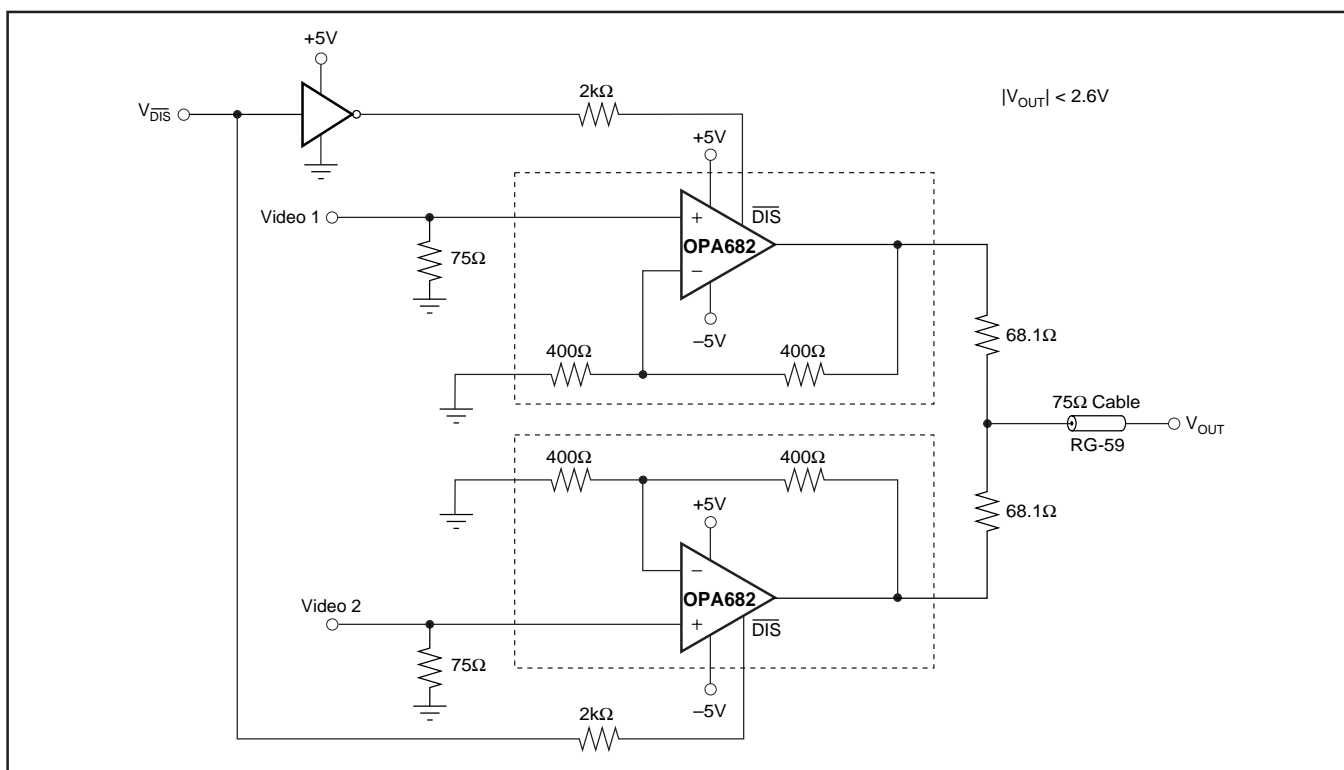 +5V
V_DIS̅
2kΩ
|V_OUT| < 2.6V
+5V
Video 1
+
DIS̅
OPA682
75Ω
−
–5V
400Ω
400Ω
68.1Ω
75Ω Cable
V_OUT
RG-59
400Ω
400Ω
+5V
68.1Ω
−
OPA682
Video 2
+
DIS̅
75Ω
–5V
2kΩ